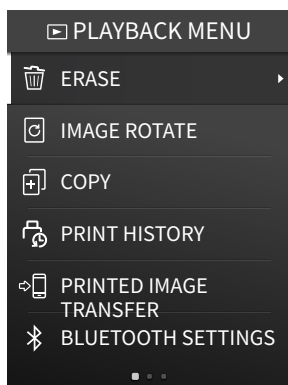 PLAYBACK MENU
ERASE
IMAGE ROTATE
COPY
PRINT HISTORY
PRINTED IMAGE
TRANSFER
BLUETOOTH SETTINGS